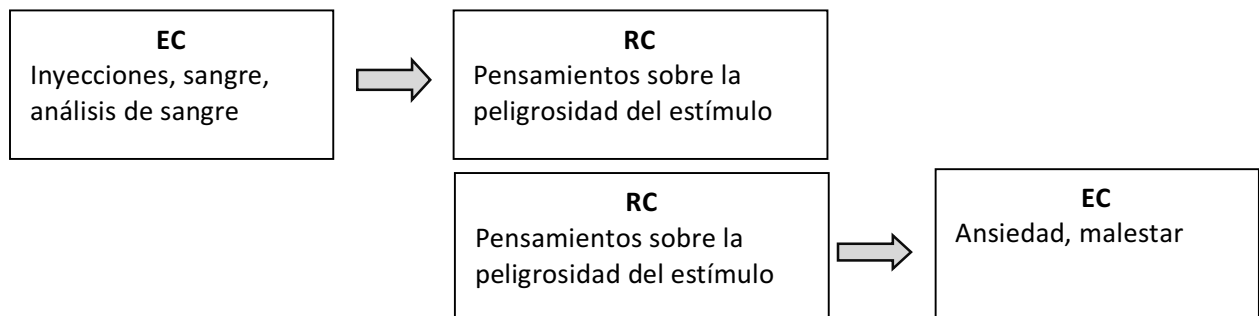 EC
Inyecciones, sangre,
análisis de sangre
RC
Pensamientos sobre la
peligrosidad del estímulo
RC
Pensamientos sobre la
peligrosidad del estímulo
EC
Ansiedad, malestar